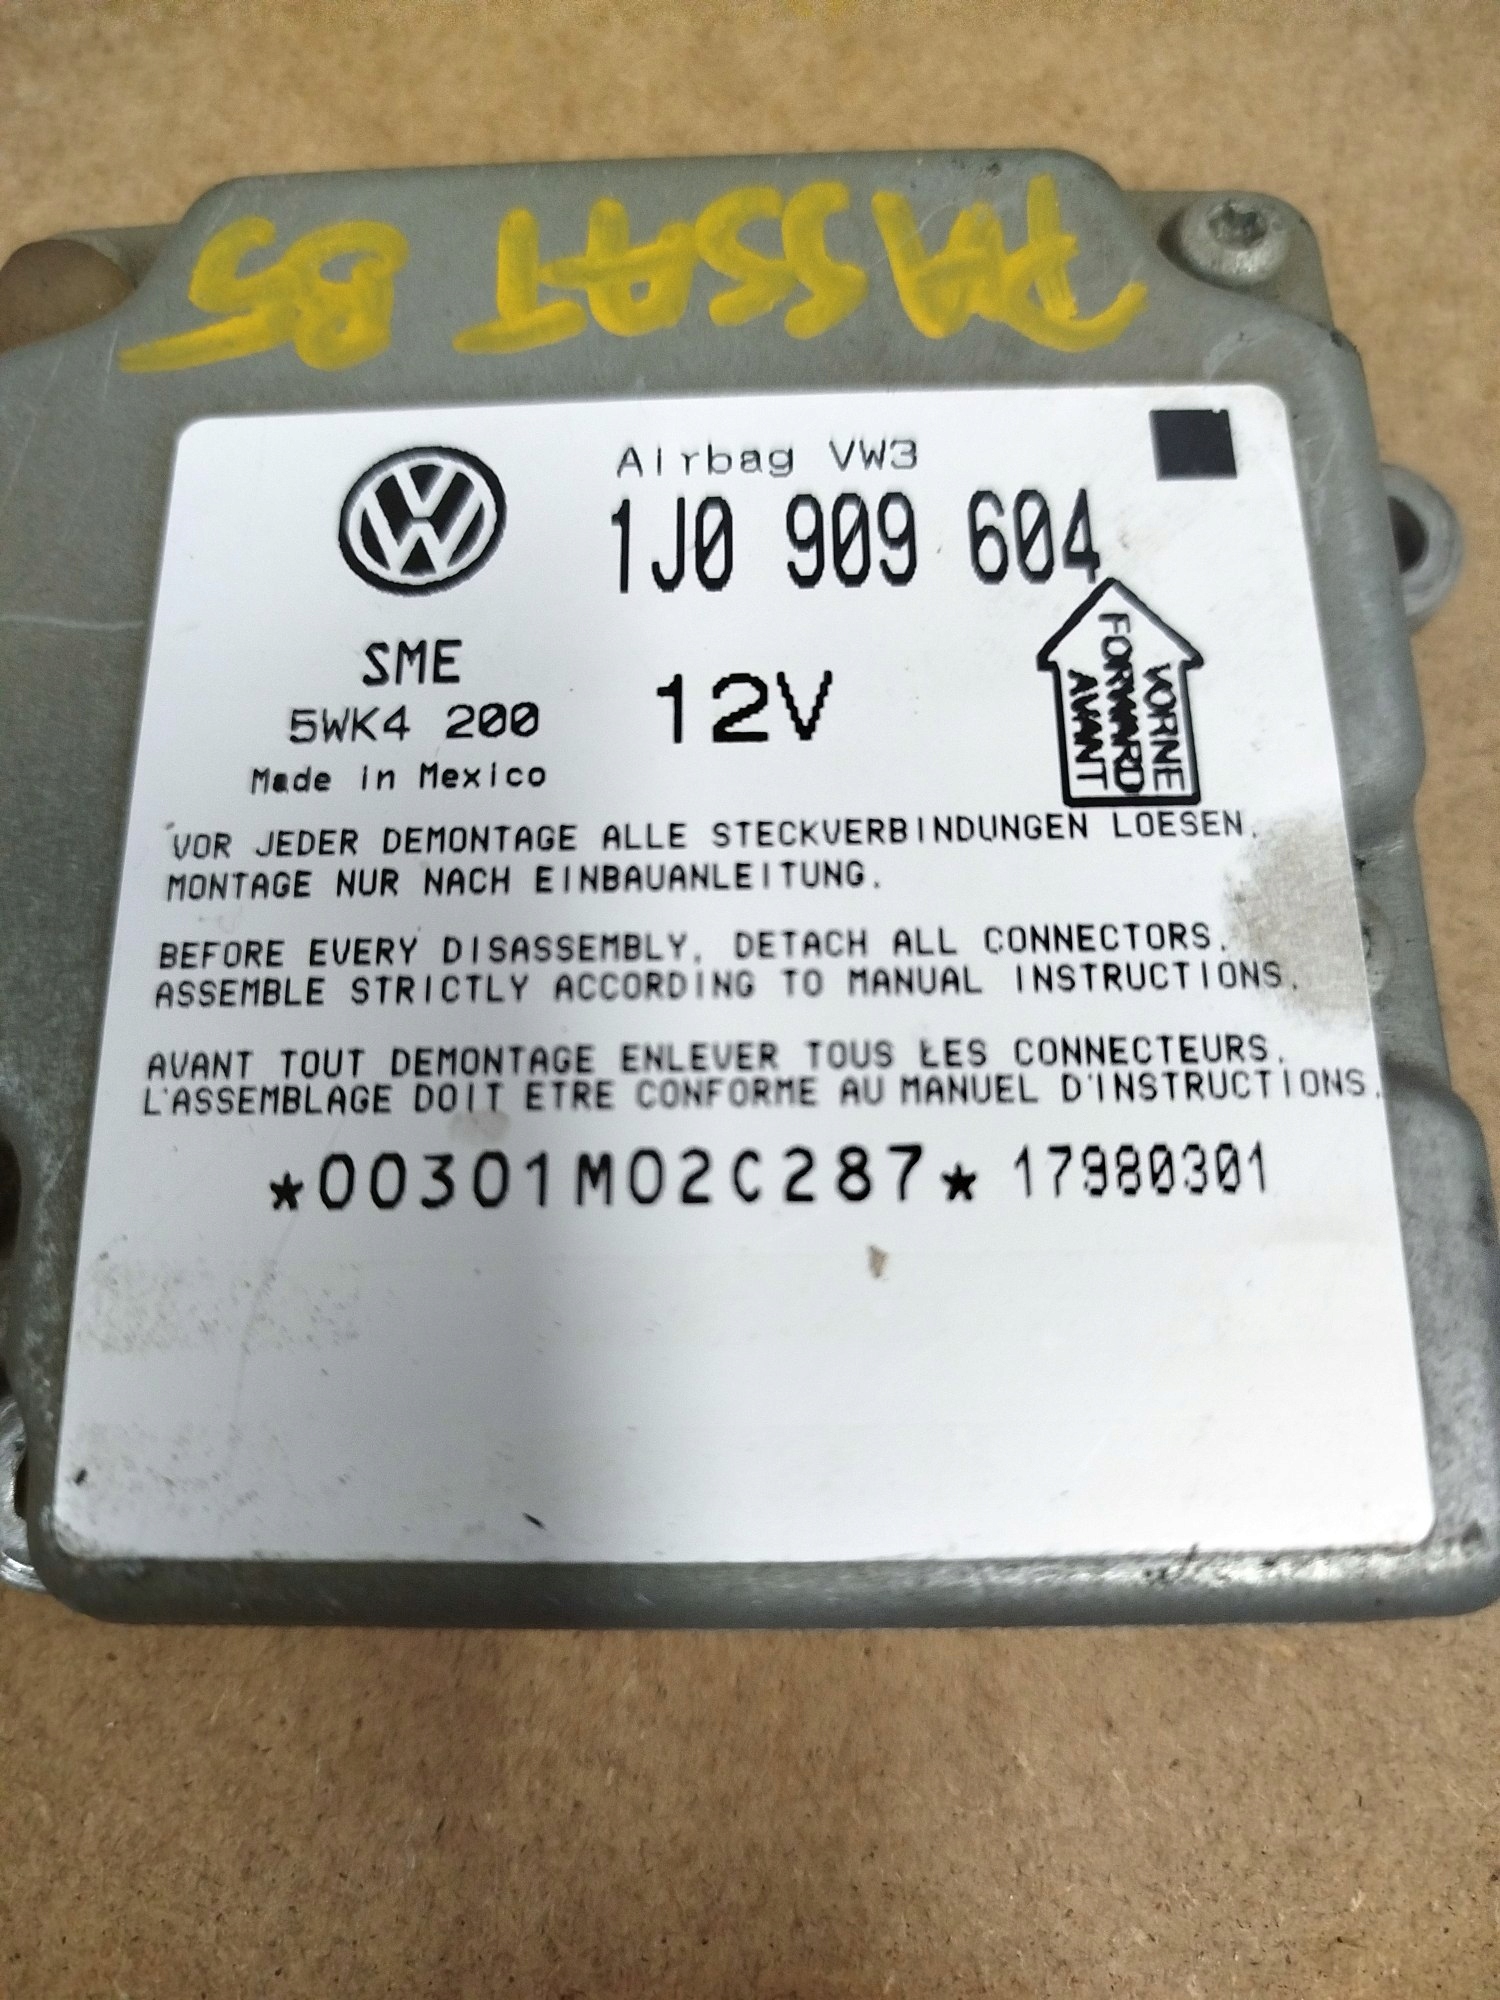 PASSAT B5
Airbag VW3
1J0 909 604
SME
5WK4 200
Made in Mexico
12V
VORNE
FORWARD
AVANT
VOR JEDER DEMONTAGE ALLE STECKVERBINDUNGEN LOESEN.
MONTAGE NUR NACH EINBAUANLEITUNG.
BEFORE EVERY DISASSEMBLY, DETACH ALL CONNECTORS.
ASSEMBLE STRICTLY ACCORDING TO MANUAL INSTRUCTIONS.
AVANT TOUT DEMONTAGE ENLEVER TOUS LES CONNECTEURS.
L'ASSEMBLAGE DOIT ETRE CONFORME AU MANUEL D'INSTRUCTIONS.
*00301M02C287* 17980301